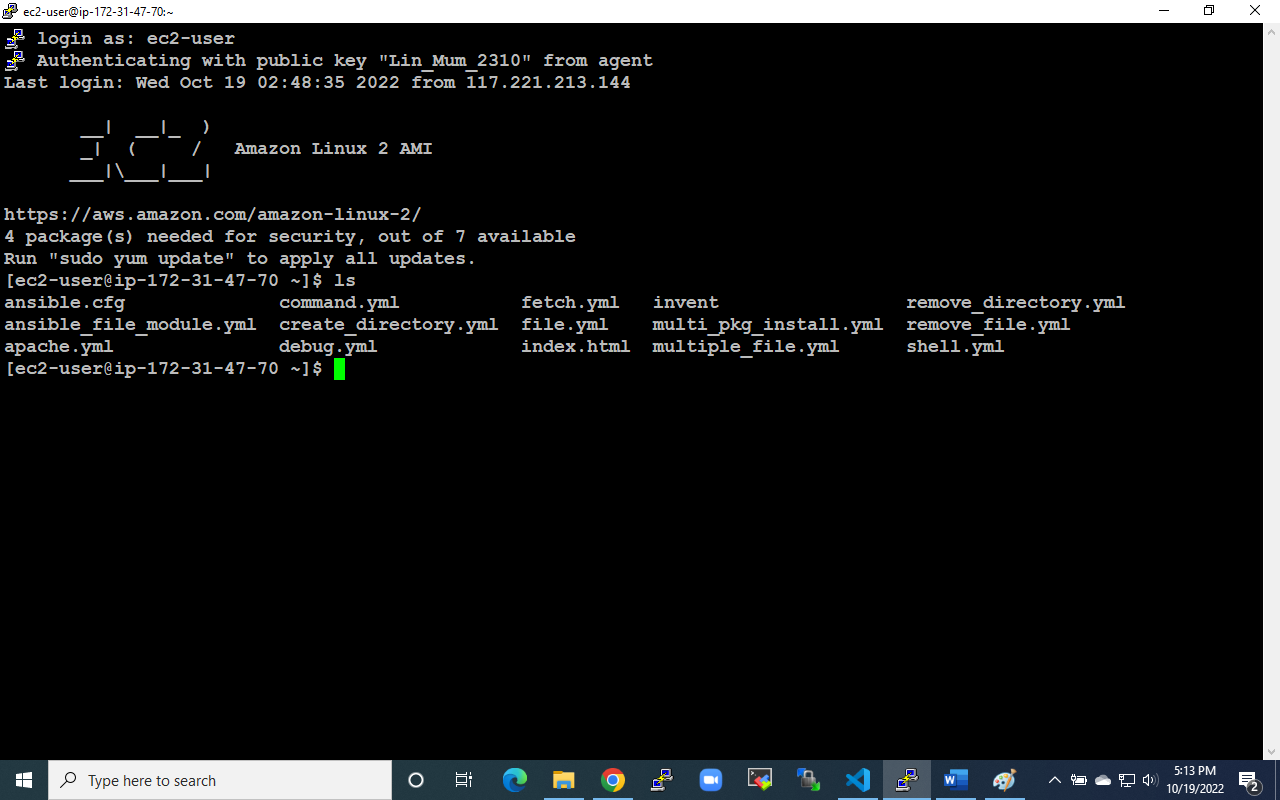 ec2-user@ip-172-31-47-70:~
login as: ec2-user
Authenticating with public key "Lin_Mum_2310" from agent
Last login: Wed Oct 19 02:48:35 2022 from 117.221.213.144
       __|  __|_  )
       _|  (     /   Amazon Linux 2 AMI
      ___|\___|___|
https://aws.amazon.com/amazon-linux-2/
4 package(s) needed for security, out of 7 available
Run "sudo yum update" to apply all updates.
[ec2-user@ip-172-31-47-70 ~]$ ls
ansible.cfg              command.yml           fetch.yml   invent                 remove_directory.yml
ansible_file_module.yml  create_directory.yml  file.yml    multi_pkg_install.yml  remove_file.yml
apache.yml               debug.yml             index.html  multiple_file.yml      shell.yml
[ec2-user@ip-172-31-47-70 ~]$
Type here to search
5:13 PM
10/19/2022
2